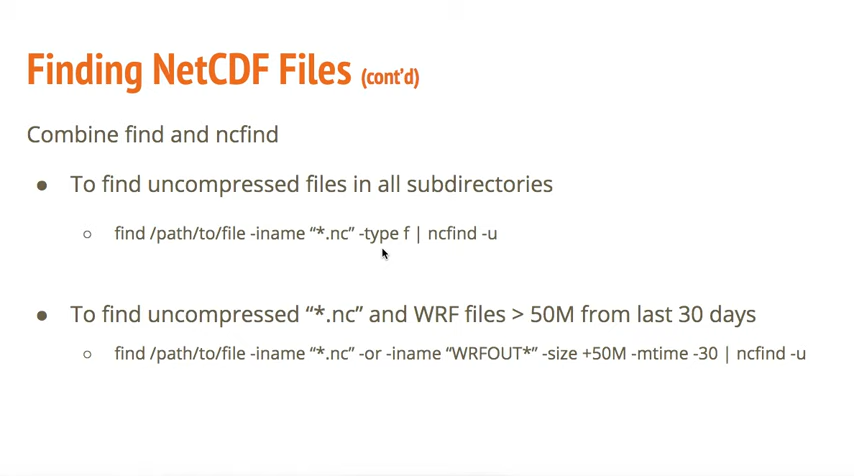 Finding NetCDF Files (cont’d)
Combine find and ncfind
● To find uncompressed files in all subdirectories
○ find /path/to/file -iname “*.nc” -type f | ncfind -u
● To find uncompressed “*.nc” and WRF files > 50M from last 30 days
○ find /path/to/file -iname “*.nc” -or -iname “WRFOUT*” -size +50M -mtime -30 | ncfind -u